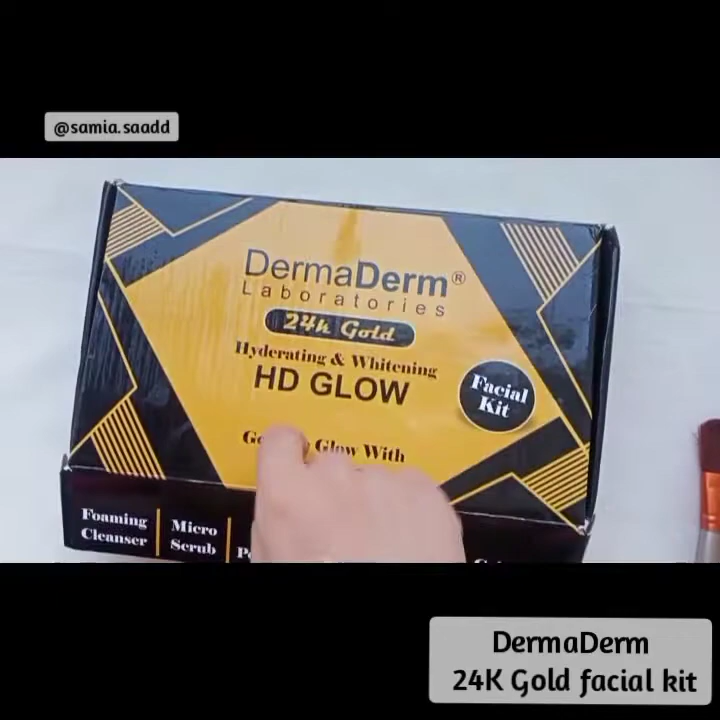 @samia.saadd
DermaDerm®
Laboratories
24k Gold
Hyderating & Whitening
HD GLOW
Facial
Kit
Glow With
Foaming
Cleanser
Micro
Scrub
DermaDerm
24K Gold facial kit